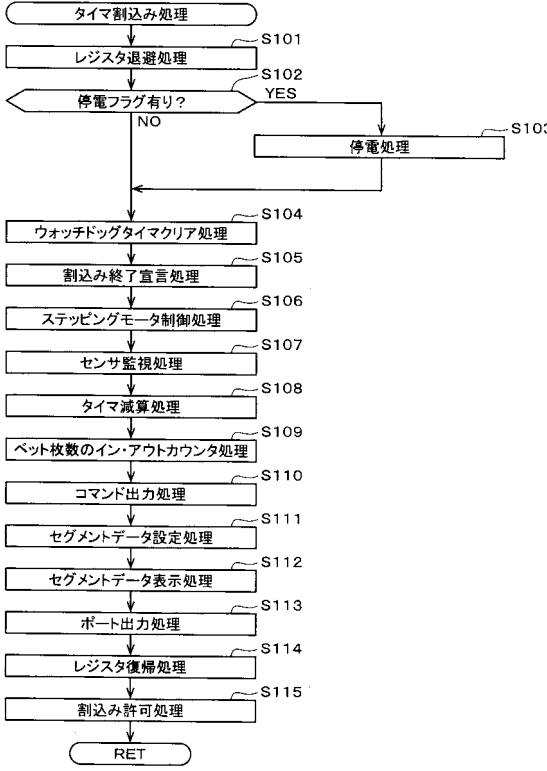 タイマ割込み処理
S101
レジスタ退避処理
S102
停電フラグ有り?
YES
NO
S103
停電処理
S104
ウォッチドッグタイマクリア処理
S105
割込み終了宣言処理
S106
ステッピングモータ制御処理
S107
センサ監視処理
S108
タイマ減算処理
S109
ベット枚数のイン・アウトカウンタ処理
S110
コマンド出力処理
S111
セグメントデータ設定処理
S112
セグメントデータ表示処理
S113
ポート出力処理
S114
レジスタ復帰処理
S115
割込み許可処理
RET